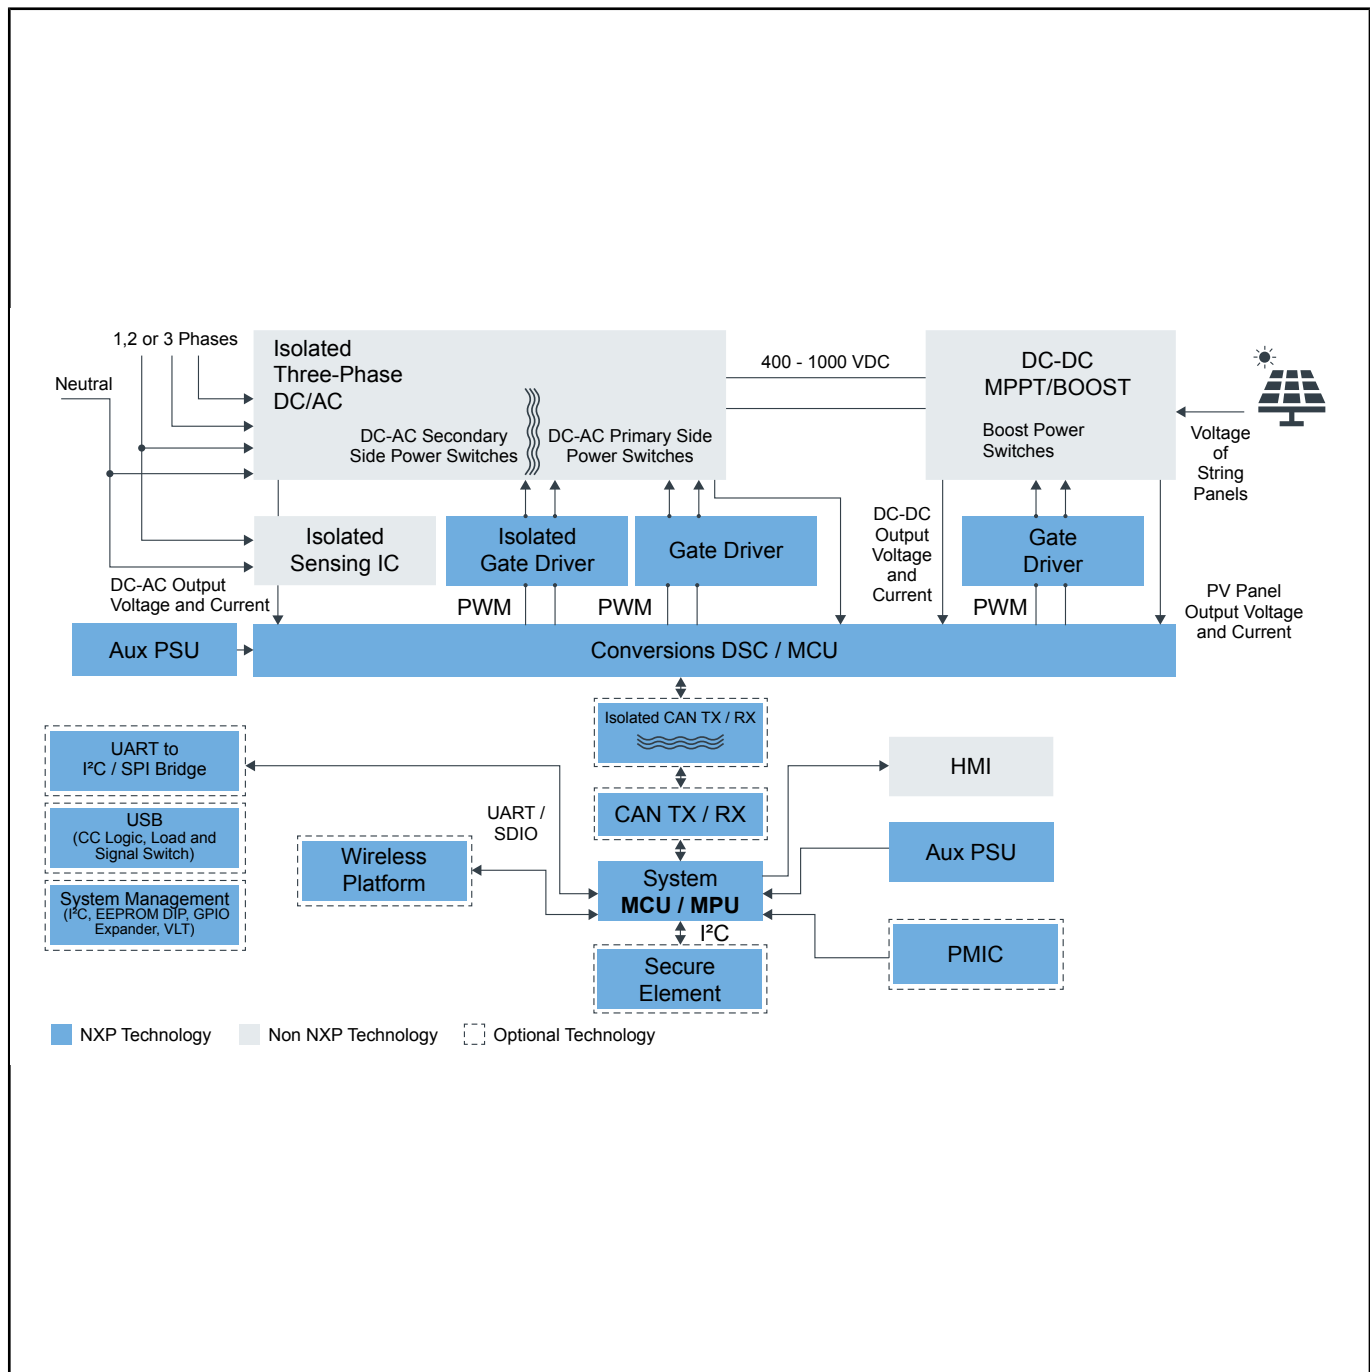 1,2 or 3 Phases
Neutral
Isolated
Three-Phase
DC/AC
DC-AC Secondary
Side Power Switches
DC-AC Primary Side
Power Switches
400 - 1000 VDC
DC-DC
MPPT/BOOST
Boost Power
Switches
Voltage
of
String
Panels
Isolated
Sensing IC
Isolated
Gate Driver
Gate Driver
DC-DC
Output
Voltage
and
Current
Gate
Driver
DC-AC Output
Voltage and Current
PWM
PWM
PWM
PV Panel
Output Voltage
and Current
Aux PSU
Conversions DSC / MCU
Isolated CAN TX / RX
UART to
I²C / SPI Bridge
HMI
USB
(CC Logic, Load and
Signal Switch)
UART /
SDIO
CAN TX / RX
Wireless
Platform
System
MCU / MPU
Aux PSU
System Management
(I²C, EEPROM DIP, GPIO
Expander, VLT)
I²C
Secure
Element
PMIC
NXP Technology
Non NXP Technology
Optional Technology